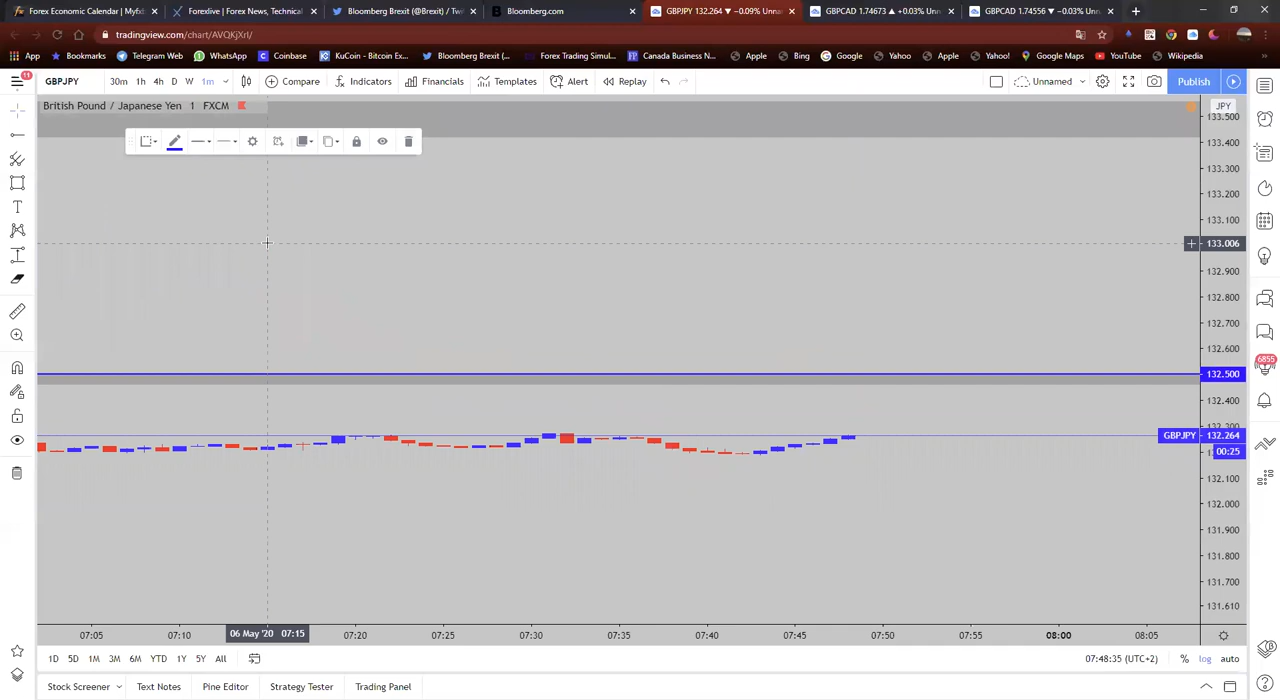 Forex Economic Calendar | Myfx
Forexlive | Forex News, Technical
Bloomberg Brexit (@Brexit) / Twi
Bloomberg.com
GBPJPY 132.264 ▼ −0.09% Unna
GBPCAD 1.74673 ▲ +0.03% Unn
GBPCAD 1.74556 ▼ −0.03% Unn
tradingview.com/chart/AVQKjXrI/
App Bookmarks Telegram Web WhatsApp Coinbase KuCoin - Bitcoin Ex... Bloomberg Brexit (... Forex Trading Simul... Canada Business N... Apple Bing Google Yahoo Apple Yahoo! Google Maps YouTube Wikipedia
11
GBPJPY 30m 1h 4h D W 1m Compare Indicators Financials Templates Alert Replay Unnamed Publish
British Pound / Japanese Yen 1 FXCM
JPY
133.500
133.400
133.300
133.200
133.100
133.006
132.900
132.800
132.700
132.600
6855
132.500
132.400
132.300
GBPJPY 132.264
00:25
132.100
132.000
131.900
131.800
131.700
131.610
07:05 07:10 06 May '20 07:15 07:20 07:25 07:30 07:35 07:40 07:45 07:50 07:55 08:00 08:05
1D 5D 1M 3M 6M YTD 1Y 5Y All 07:48:35 (UTC+2) % log auto
Stock Screener Text Notes Pine Editor Strategy Tester Trading Panel